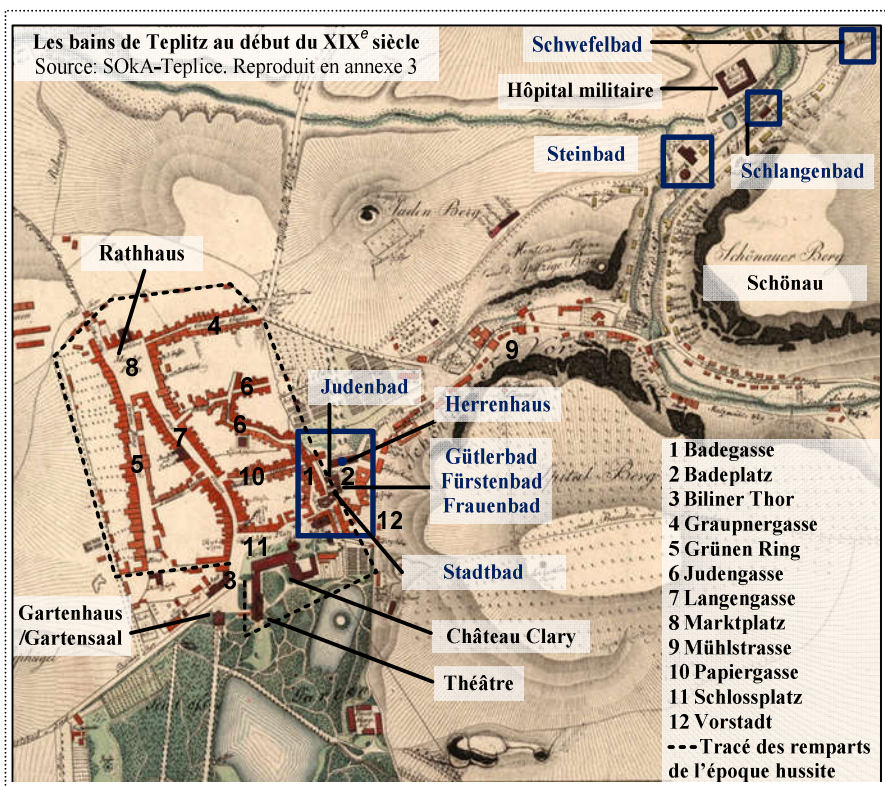 Les bains de Teplitz au début du XIXe siècle
Source: SOkA-Teplice. Reproduit en annexe 3
Schwefelbad
Hôpital militaire
Steinbad
Schlangenbad
Schönauer Berg
Schönau
Rathhaus
4
8
9
6
Judenbad
6
Herrenhaus
7
5
10
1
2
Gütlerbad
Fürstenbad
Frauenbad
12
11
Stadtbad
3
Gartenhaus
/Gartensaal
Château Clary
Théâtre
1 Badegasse
2 Badeplatz
3 Biliner Thor
4 Graupnergasse
5 Grünen Ring
6 Judengasse
7 Langengasse
8 Marktplatz
9 Mühlstrasse
10 Papiergasse
11 Schlossplatz
12 Vorstadt
Tracé des remparts
de l'époque hussite